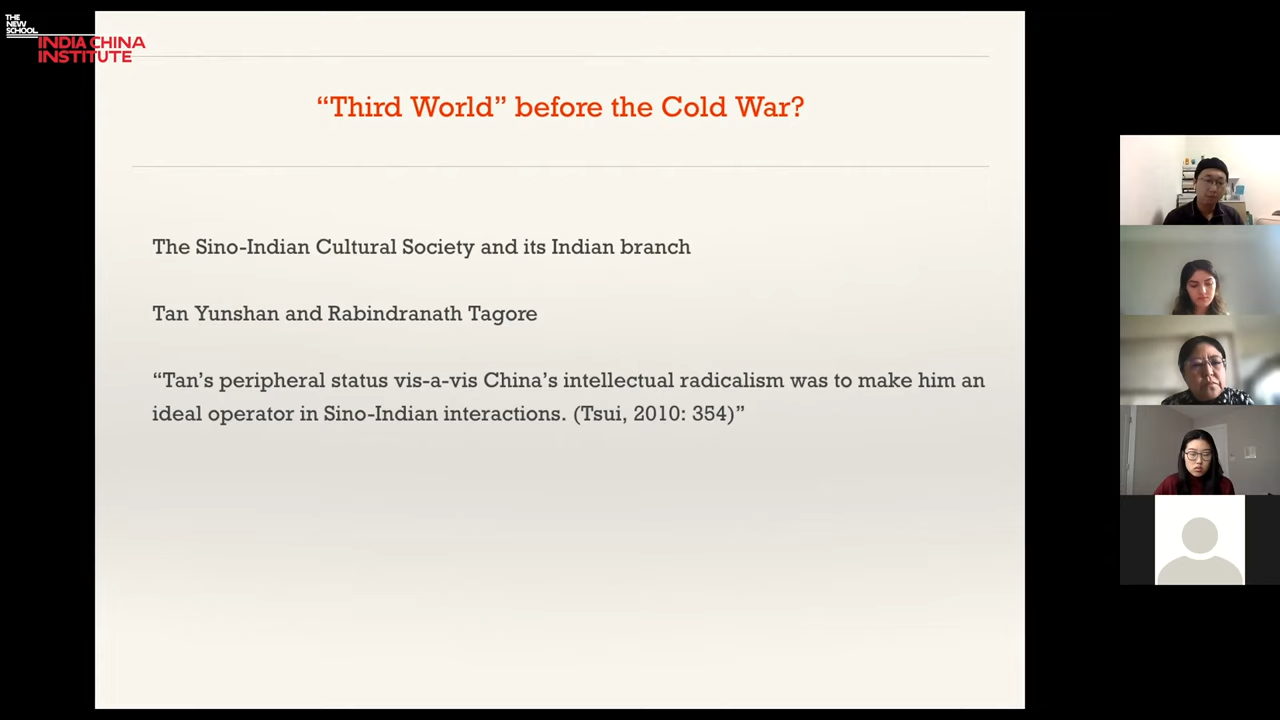 THE
NEW
SCHOOL
INDIA CHINA
INSTITUTE
“Third World” before the Cold War?
The Sino-Indian Cultural Society and its Indian branch
Tan Yunshan and Rabindranath Tagore
“Tan’s peripheral status vis-a-vis China’s intellectual radicalism was to make him an
ideal operator in Sino-Indian interactions. (Tsui, 2010: 354)”